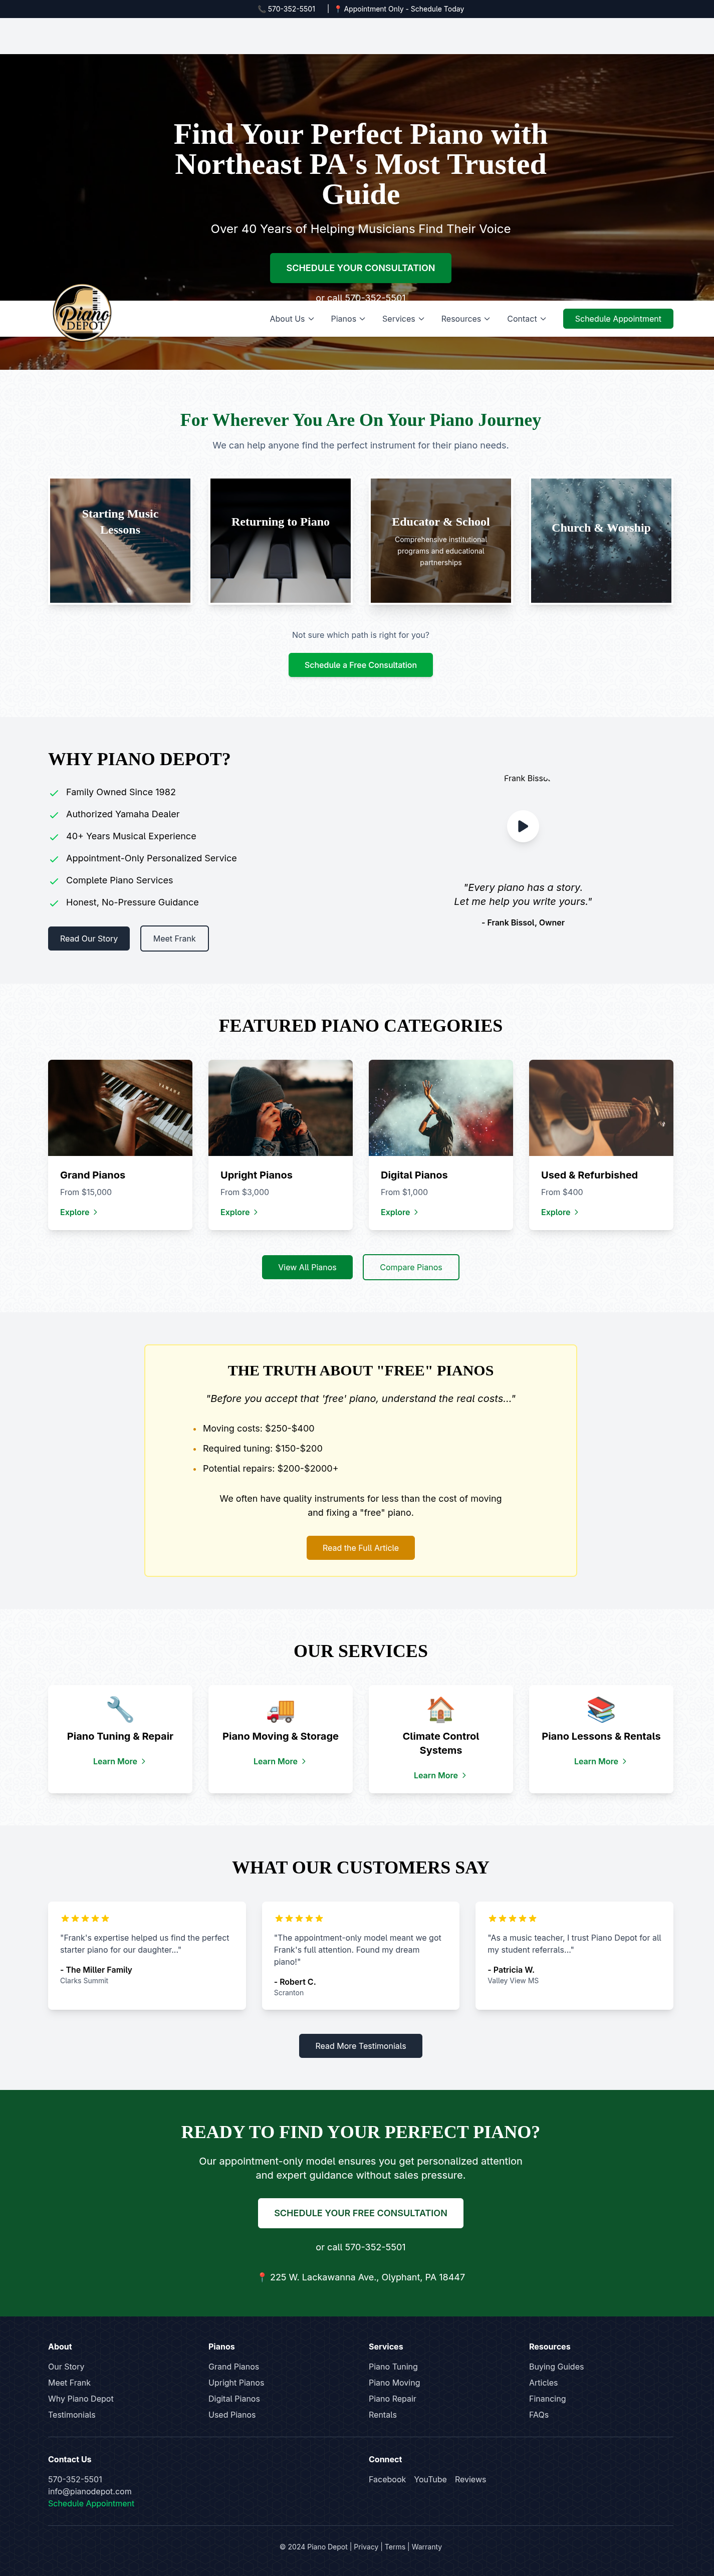 📞 570-352-5501 | 📍 Appointment Only - Schedule Today
Find Your Perfect Piano with
Northeast PA's Most Trusted
Guide
Over 40 Years of Helping Musicians Find Their Voice
SCHEDULE YOUR CONSULTATION
or call 570-352-5501
Piano
DEPOT
About Us
Pianos
Services
Resources
Contact
Schedule Appointment
For Wherever You Are On Your Piano Journey
We can help anyone find the perfect instrument for their piano needs.
Starting Music
Lessons
Returning to Piano
Educator & School
Comprehensive institutional
programs and educational
partnerships
Church & Worship
Not sure which path is right for you?
Schedule a Free Consultation
WHY PIANO DEPOT?
Family Owned Since 1982
Authorized Yamaha Dealer
40+ Years Musical Experience
Appointment-Only Personalized Service
Complete Piano Services
Honest, No-Pressure Guidance
Read Our Story
Meet Frank
Frank Bissol
"Every piano has a story.
Let me help you write yours."
- Frank Bissol, Owner
FEATURED PIANO CATEGORIES
YAMAHA
Grand Pianos
From $15,000
Explore
Upright Pianos
From $3,000
Explore
Digital Pianos
From $1,000
Explore
Used & Refurbished
From $400
Explore
View All Pianos
Compare Pianos
THE TRUTH ABOUT "FREE" PIANOS
"Before you accept that 'free' piano, understand the real costs..."
• Moving costs: $250-$400
• Required tuning: $150-$200
• Potential repairs: $200-$2000+
We often have quality instruments for less than the cost of moving
and fixing a "free" piano.
Read the Full Article
OUR SERVICES
Piano Tuning & Repair
Learn More
Piano Moving & Storage
Learn More
Climate Control
Systems
Learn More
Piano Lessons & Rentals
Learn More
WHAT OUR CUSTOMERS SAY
"Frank's expertise helped us find the perfect
starter piano for our daughter..."
- The Miller Family
Clarks Summit
"The appointment-only model meant we got
Frank's full attention. Found my dream
piano!"
- Robert C.
Scranton
"As a music teacher, I trust Piano Depot for all
my student referrals..."
- Patricia W.
Valley View MS
Read More Testimonials
READY TO FIND YOUR PERFECT PIANO?
Our appointment-only model ensures you get personalized attention
and expert guidance without sales pressure.
SCHEDULE YOUR FREE CONSULTATION
or call 570-352-5501
📍 225 W. Lackawanna Ave., Olyphant, PA 18447
About
Our Story
Meet Frank
Why Piano Depot
Testimonials
Pianos
Grand Pianos
Upright Pianos
Digital Pianos
Used Pianos
Services
Piano Tuning
Piano Moving
Piano Repair
Rentals
Resources
Buying Guides
Articles
Financing
FAQs
Contact Us
570-352-5501
info@pianodepot.com
Schedule Appointment
Connect
Facebook YouTube Reviews
© 2024 Piano Depot | Privacy | Terms | Warranty